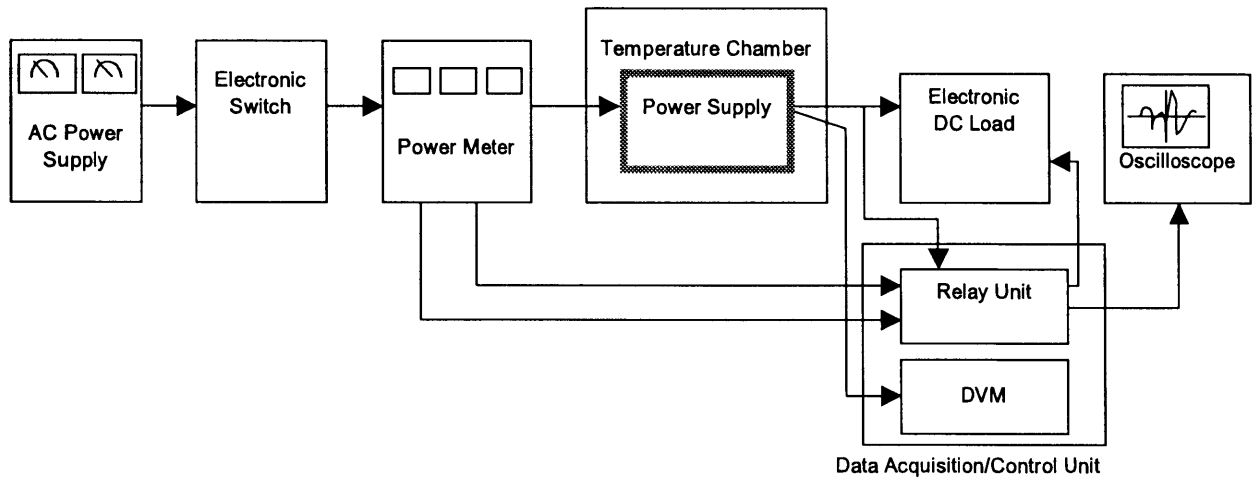 AC Power
Supply
Electronic
Switch
Power Meter
Temperature Chamber
Power Supply
Electronic
DC Load
Oscilloscope
Relay Unit
DVM
Data Acquisition/Control Unit